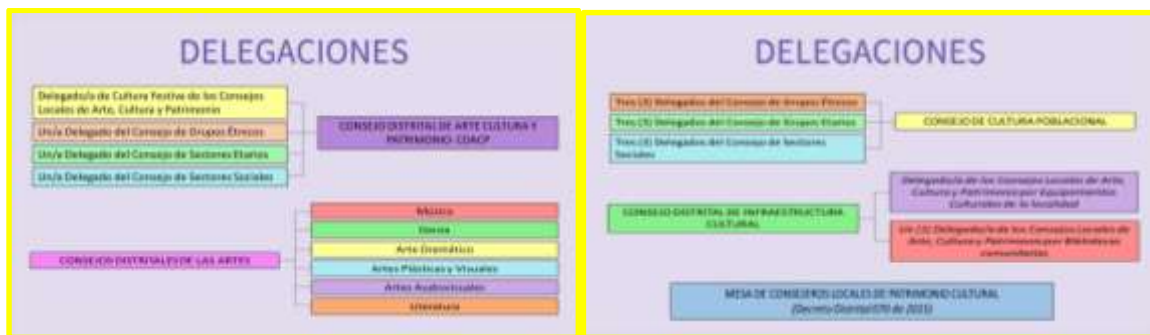 DELEGACIONES
Delegado/a de Cultura Festiva de los Consejos
Locales de Arte, Cultura y Patrimonio
Un/a Delegado del Consejo de Grupos Étnicos
Un/a Delegado del Consejo de Sectores Etarios
Un/a Delegado del Consejo de Sectores Sociales
CONSEJO DISTRITAL DE ARTE CULTURA Y
PATRIMONIO-CDACP
CONSEJOS DISTRITALES DE LAS ARTES
Música
Danza
Arte Dramático
Artes Plásticas y Visuales
Artes Audiovisuales
Literatura
DELEGACIONES
Tres (3) Delegados del Consejo de Grupos Étnicos
Tres (3) Delegados del Consejo de Grupos Etarios
Tres (3) Delegados del Consejo de Sectores
Sociales
CONSEJO DE CULTURA POBLACIONAL
CONSEJO DISTRITAL DE INFRAESTRUCTURA
CULTURAL
Delegado/a de los Consejos Locales de Arte,
Cultura y Patrimonio por Equipamientos
Culturales de la localidad
Delegado/a de los Consejos Locales de
Arte, Cultura y Patrimonio por Bibliotecas
comunitarias
MESA DE CONSEJEROS LOCALES DE PATRIMONIO CULTURAL
(Decreto Distrital 070 de 2015)